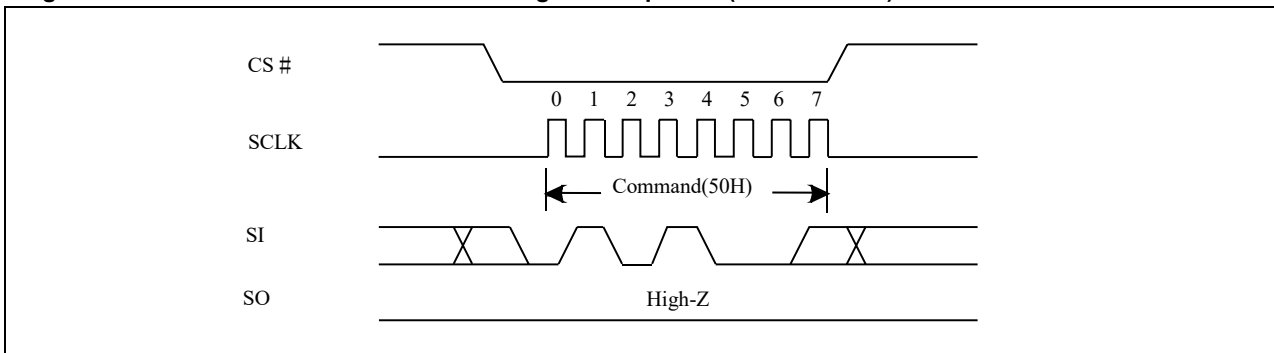 CS #
0 1 2 3 4 5 6 7
SCLK
Command(50H)
SI
SO
High-Z